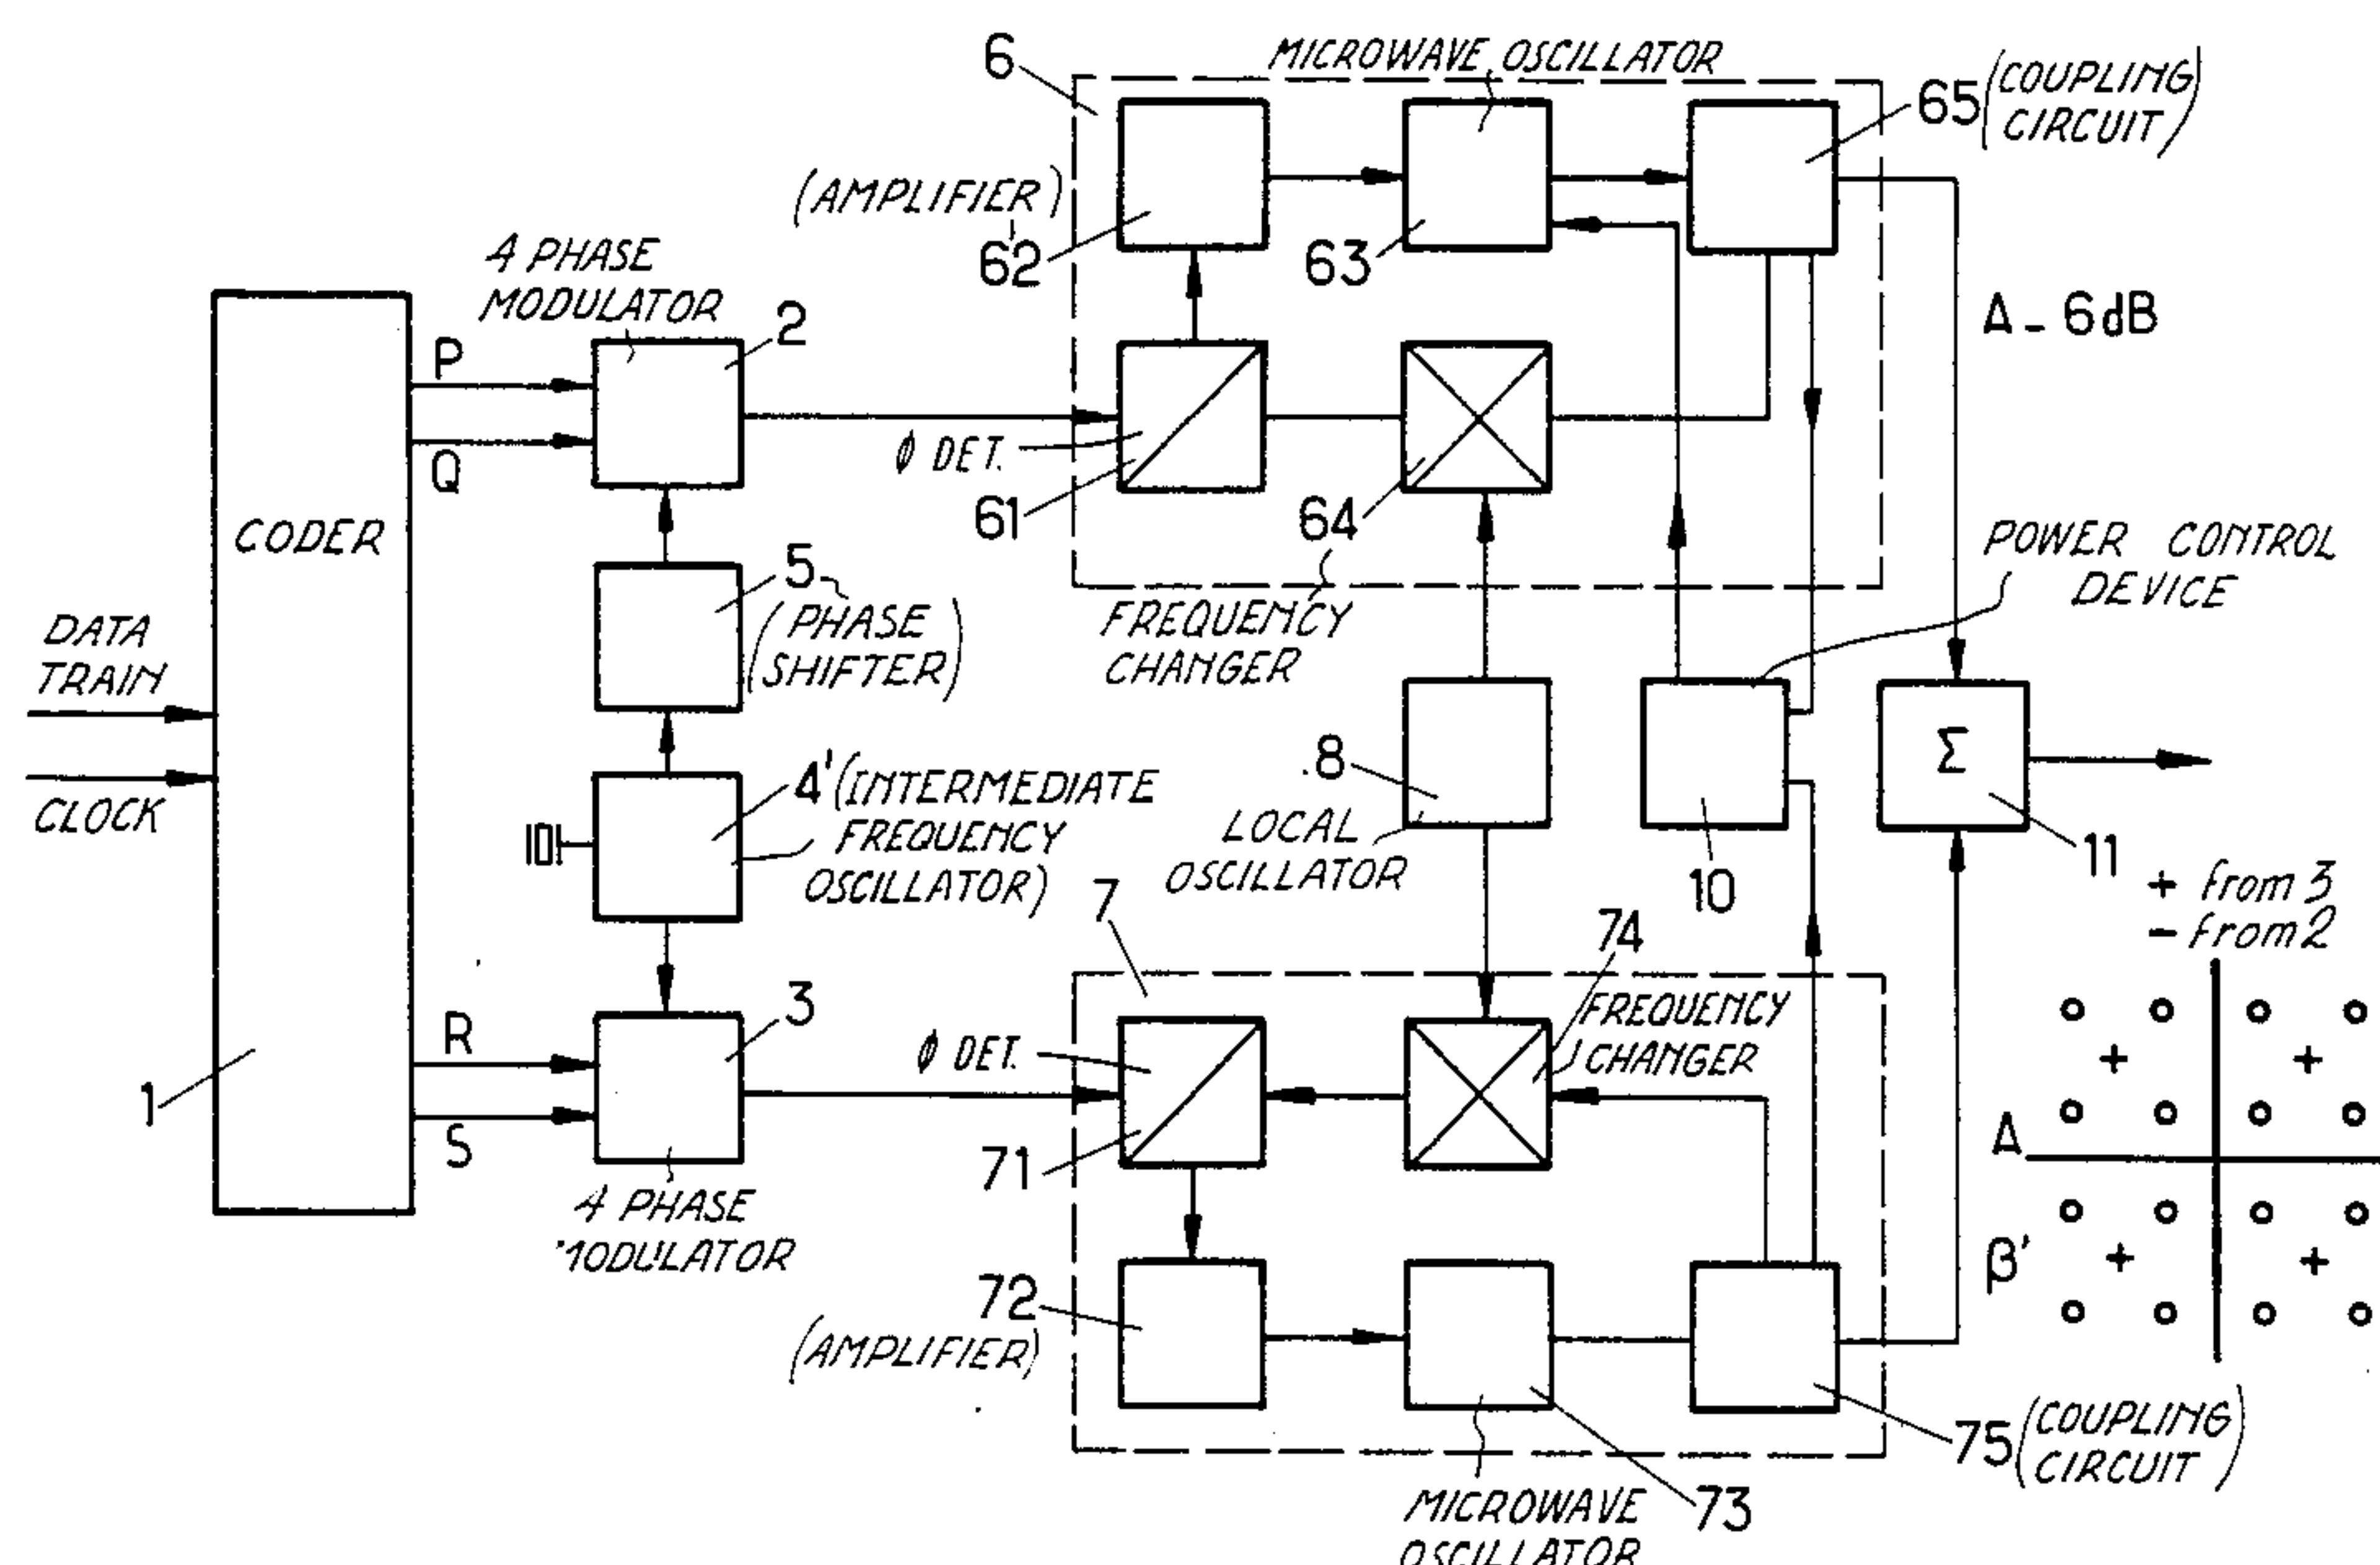 6
MICROWAVE OSCILLATOR
65 (COUPLING
CIRCUIT)
(AMPLIFIER)
62
63
4 PHASE
MODULATOR
2
P
Q
A - 6dB
ϕ DET.
61
64
CODER
5
(PHASE
SHIFTER)
FREQUENCY
CHANGER
POWER CONTROL
DEVICE
DATA
TRAIN
CLOCK
4' (INTERMEDIATE
FREQUENCY
OSCILLATOR)
8
LOCAL
OSCILLATOR
10
Σ
11
+ from 3
- from 2
7
74
FREQUENCY
CHANGER
R
S
3
ϕ DET.
71
1
4 PHASE
MODULATOR
A
β'
72
(AMPLIFIER)
75 (COUPLING
CIRCUIT)
73
MICROWAVE
OSCILLATOR